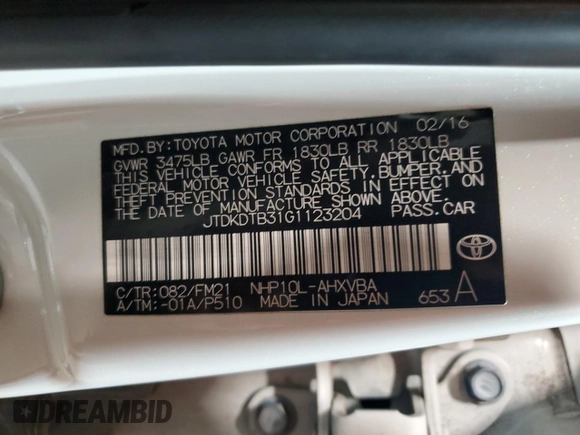 MFD.BY:TOYOTA MOTOR CORPORATION 02/16
GVWR 3475LB GAWR FR 1830LB RR 1830LB
THIS VEHICLE CONFORMS TO ALL APPLICABLE
FEDERAL MOTOR VEHICLE SAFETY,BUMPER, AND
THEFT PREVENTION STANDARDS IN EFFECT ON
THE DATE OF MANUFACTURE SHOWN ABOVE.
JTDKDTB31G1123204 PASS.CAR
C/TR:082/FM21 NHP10L-AHXVBA
A/TM:-01A/P510 MADE IN JAPAN 653 A
DREAMBID